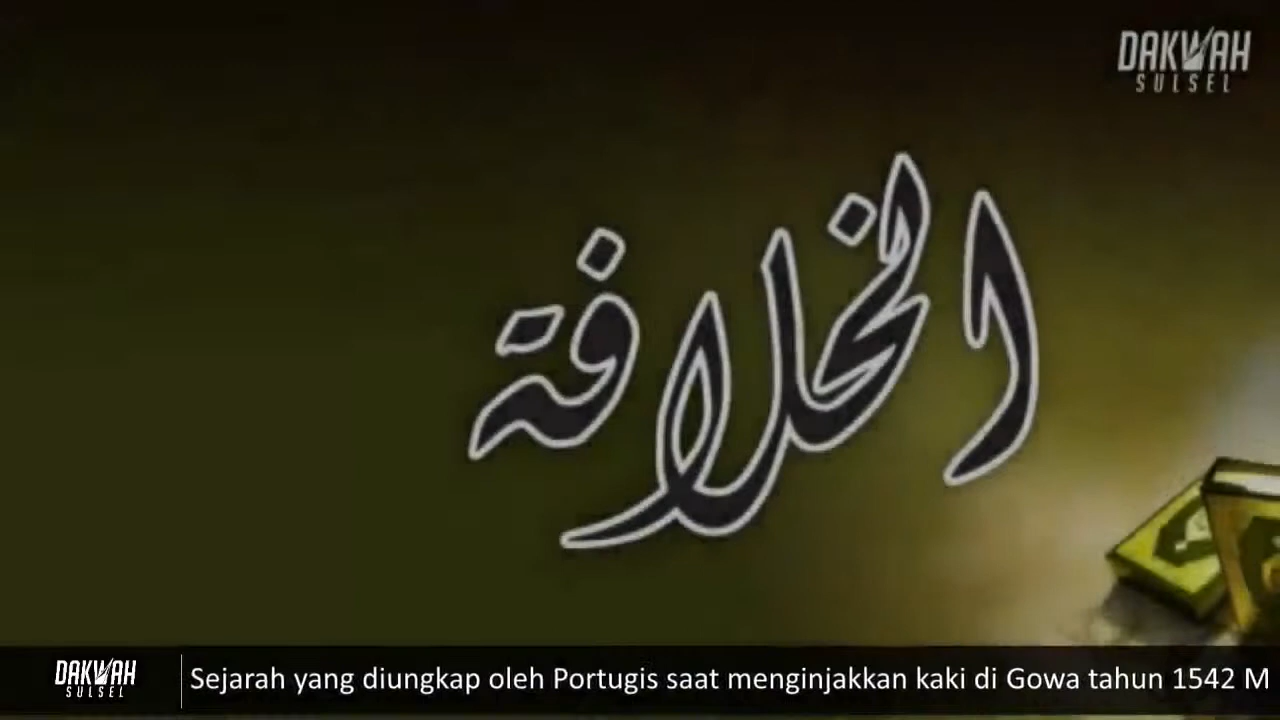 DAKWAH
SULSEL
الخلافة
DAKWAH
SULSEL
Sejarah yang diungkap oleh Portugis saat menginjakkan kaki di Gowa tahun 1542 M